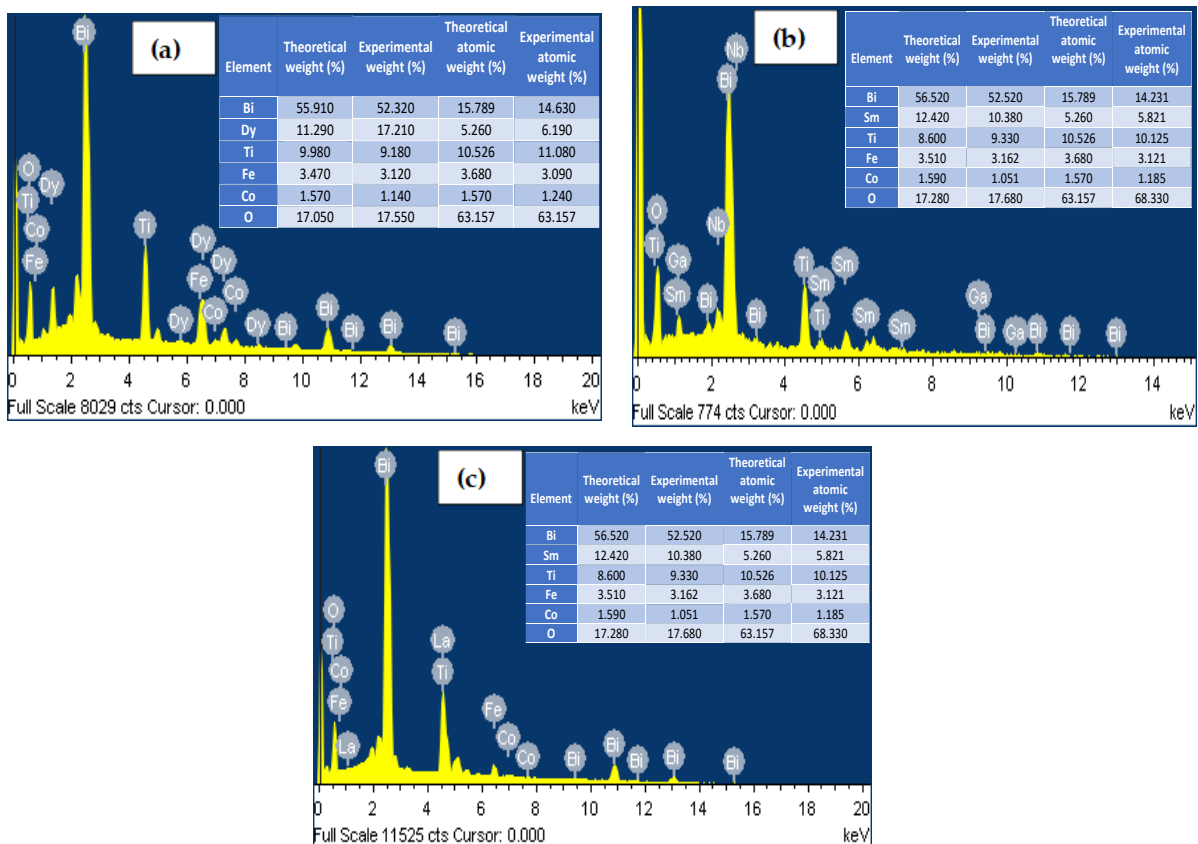 (a)
Element Theoretical weight (%) Experimental weight (%) Theoretical atomic weight (%) Experimental atomic weight (%)
Bi 55.910 52.320 15.789 14.630
Dy 11.290 17.210 5.260 6.190
Ti 9.980 9.180 10.526 11.080
Fe 3.470 3.120 3.680 3.090
Co 1.570 1.140 1.570 1.240
O 17.050 17.550 63.157 63.157
Bi
O
Ti
Co
Fe
Dy
Ti
Dy
Dy
Fe
Dy
Co
Co
Dy
Bi
Bi
Bi
Bi
Bi
0 2 4 6 8 10 12 14 16 18 20
Full Scale 8029 cts Cursor: 0.000 keV
(b)
Element Theoretical weight (%) Experimental weight (%) Theoretical atomic weight (%) Experimental atomic weight (%)
Bi 56.520 52.520 15.789 14.231
Sm 12.420 10.380 5.260 5.821
Ti 8.600 9.330 10.526 10.125
Fe 3.510 3.162 3.680 3.121
Co 1.590 1.051 1.570 1.185
O 17.280 17.680 63.157 68.330
Nb
Bi
O
Ti
Ga
Sm
Bi
Nb
Bi
Ti
Sm
Ti
Sm
Sm
Sm
Ga
Bi
Ga
Bi
Bi
Bi
0 2 4 6 8 10 12 14
Full Scale 774 cts Cursor: 0.000 keV
(c)
Element Theoretical weight (%) Experimental weight (%) Theoretical atomic weight (%) Experimental atomic weight (%)
Bi 56.520 52.520 15.789 14.231
Sm 12.420 10.380 5.260 5.821
Ti 8.600 9.330 10.526 10.125
Fe 3.510 3.162 3.680 3.121
Co 1.590 1.051 1.570 1.185
O 17.280 17.680 63.157 68.330
Bi
O
Ti
Co
Fe
La
La
Ti
Fe
Co
Co
Bi
Bi
Bi
Bi
Bi
0 2 4 6 8 10 12 14 16 18 20
Full Scale 11525 cts Cursor: 0.000 keV